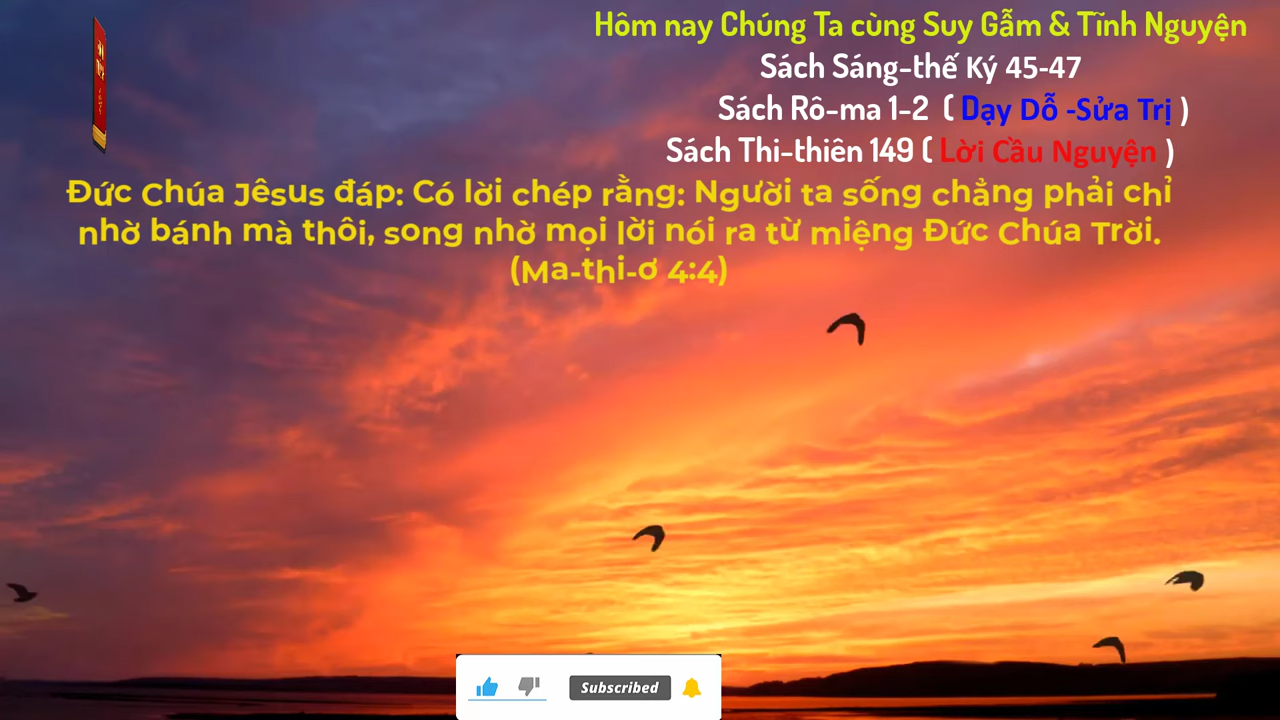 Hôm nay Chúng Ta cùng Suy Gẫm & Tĩnh Nguyện
Sách Sáng-thế Ký 45-47
Sách Rô-ma 1-2 ( Dạy Dỗ -Sửa Trị )
Sách Thi-thiên 149 ( Lời Cầu Nguyện )
Đức Chúa Jêsus đáp: Có lời chép rằng: Người ta sống chẳng phải chỉ
nhờ bánh mà thôi, song nhờ mọi lời nói ra từ miệng Đức Chúa Trời.
(Ma-thi-ơ 4:4)
Subscribed